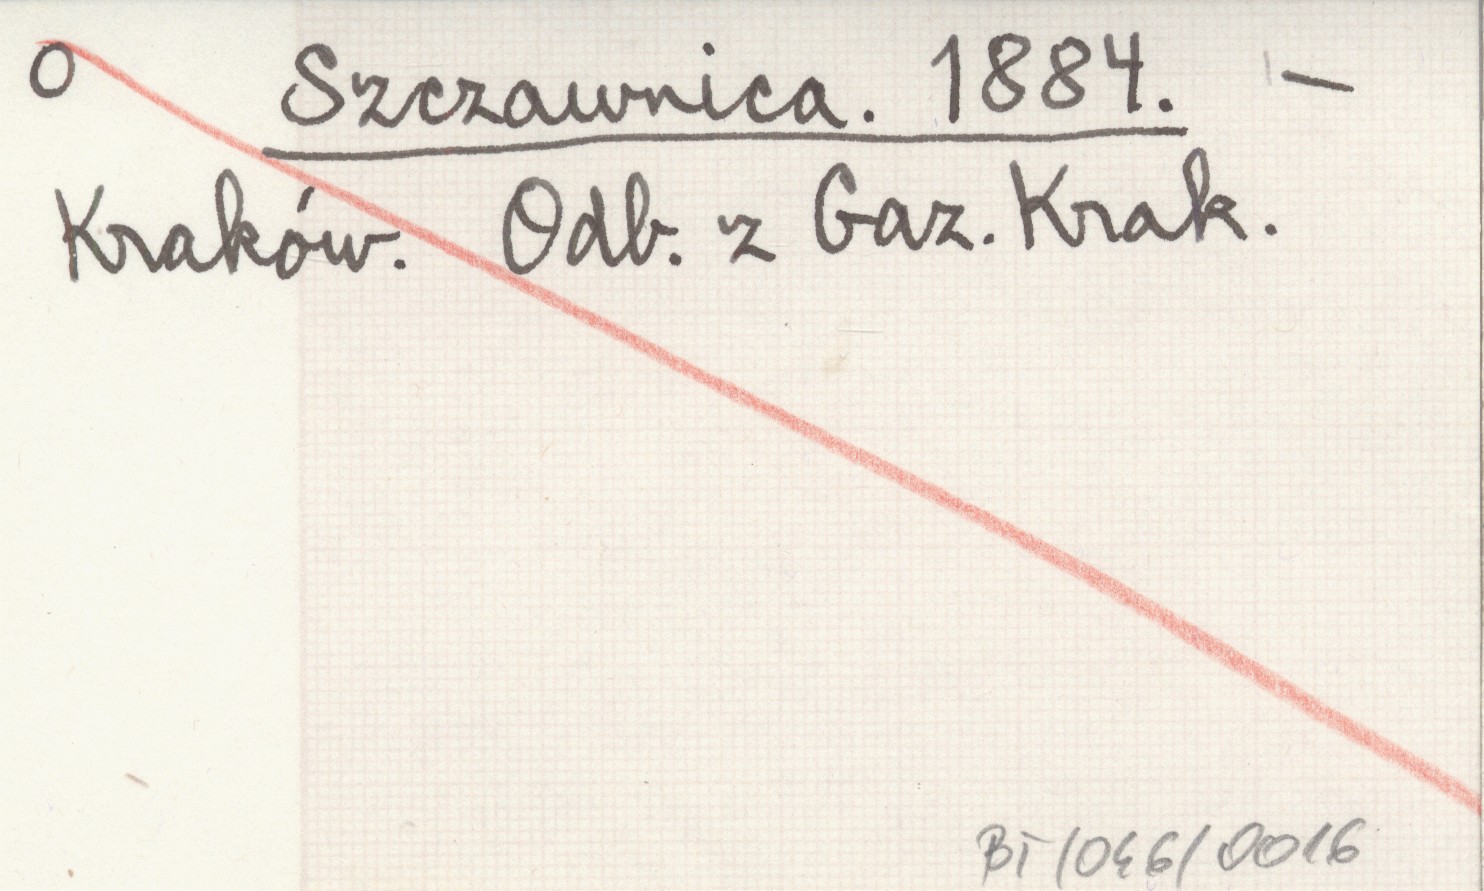 O Szczawnica. 1884. —
Kraków. Odb. z Gaz. Krak.
BT/046/0016